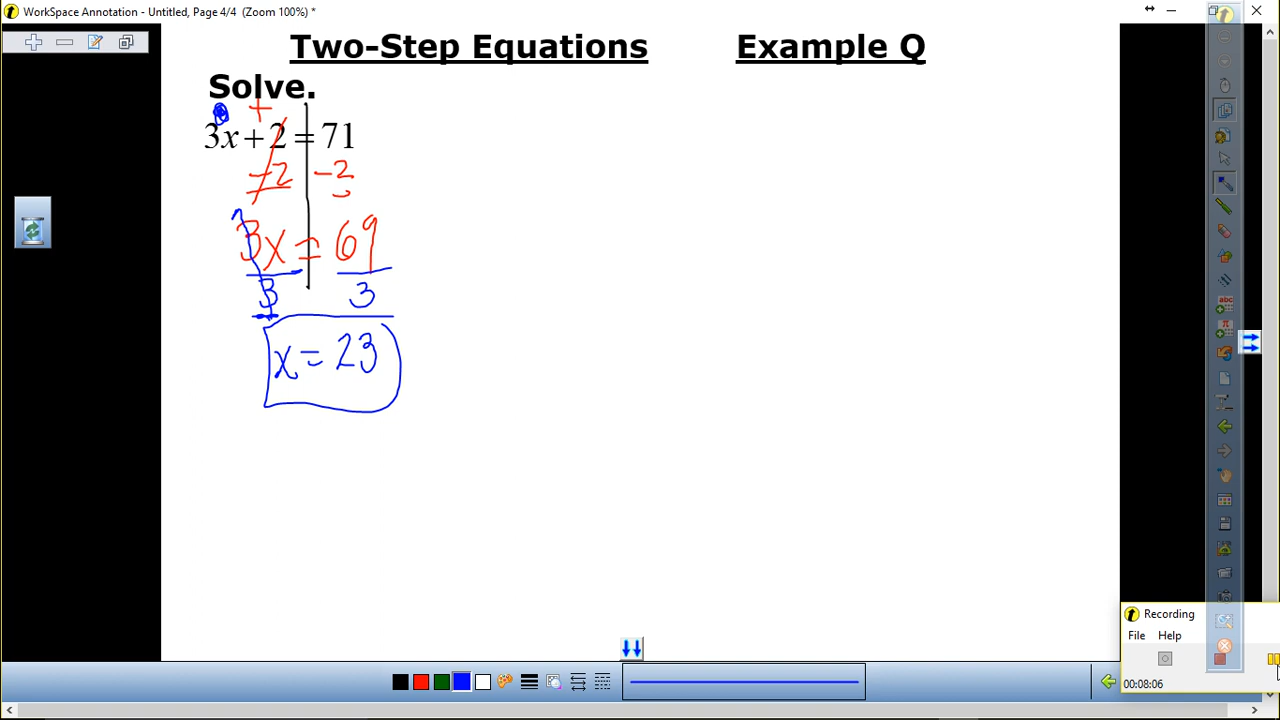 WorkSpace Annotation - Untitled, Page 4/4 (Zoom 100%) *
Two-Step Equations Example Q
Solve.
+
3x + 2 = 71
-2 -2
3x = 69
3 3
x = 23
abc
π
Recording
File Help
00:08:06